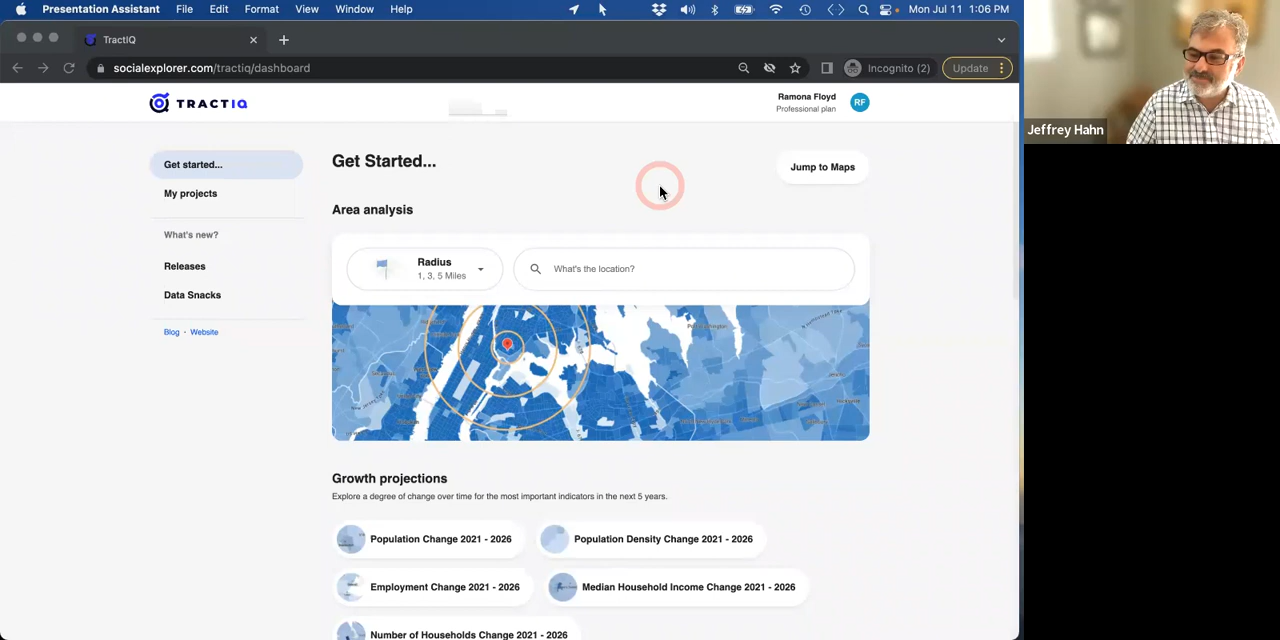 Presentation Assistant File Edit Format View Window Help Mon Jul 11 1:06 PM
TractIQ
socialexplorer.com/tractiq/dashboard Incognito (2) Update
TRACTIQ
Ramona Floyd
Professional plan
RF
Jeffrey Hahn
Get started...
My projects
What's new?
Releases
Data Snacks
Blog · Website
Get Started...
Jump to Maps
Area analysis
Radius
1, 3, 5 Miles
What's the location?
Growth projections
Explore a degree of change over time for the most important indicators in the next 5 years.
Population Change 2021 - 2026
Population Density Change 2021 - 2026
Employment Change 2021 - 2026
Median Household Income Change 2021 - 2026
Number of Households Change 2021 - 2026